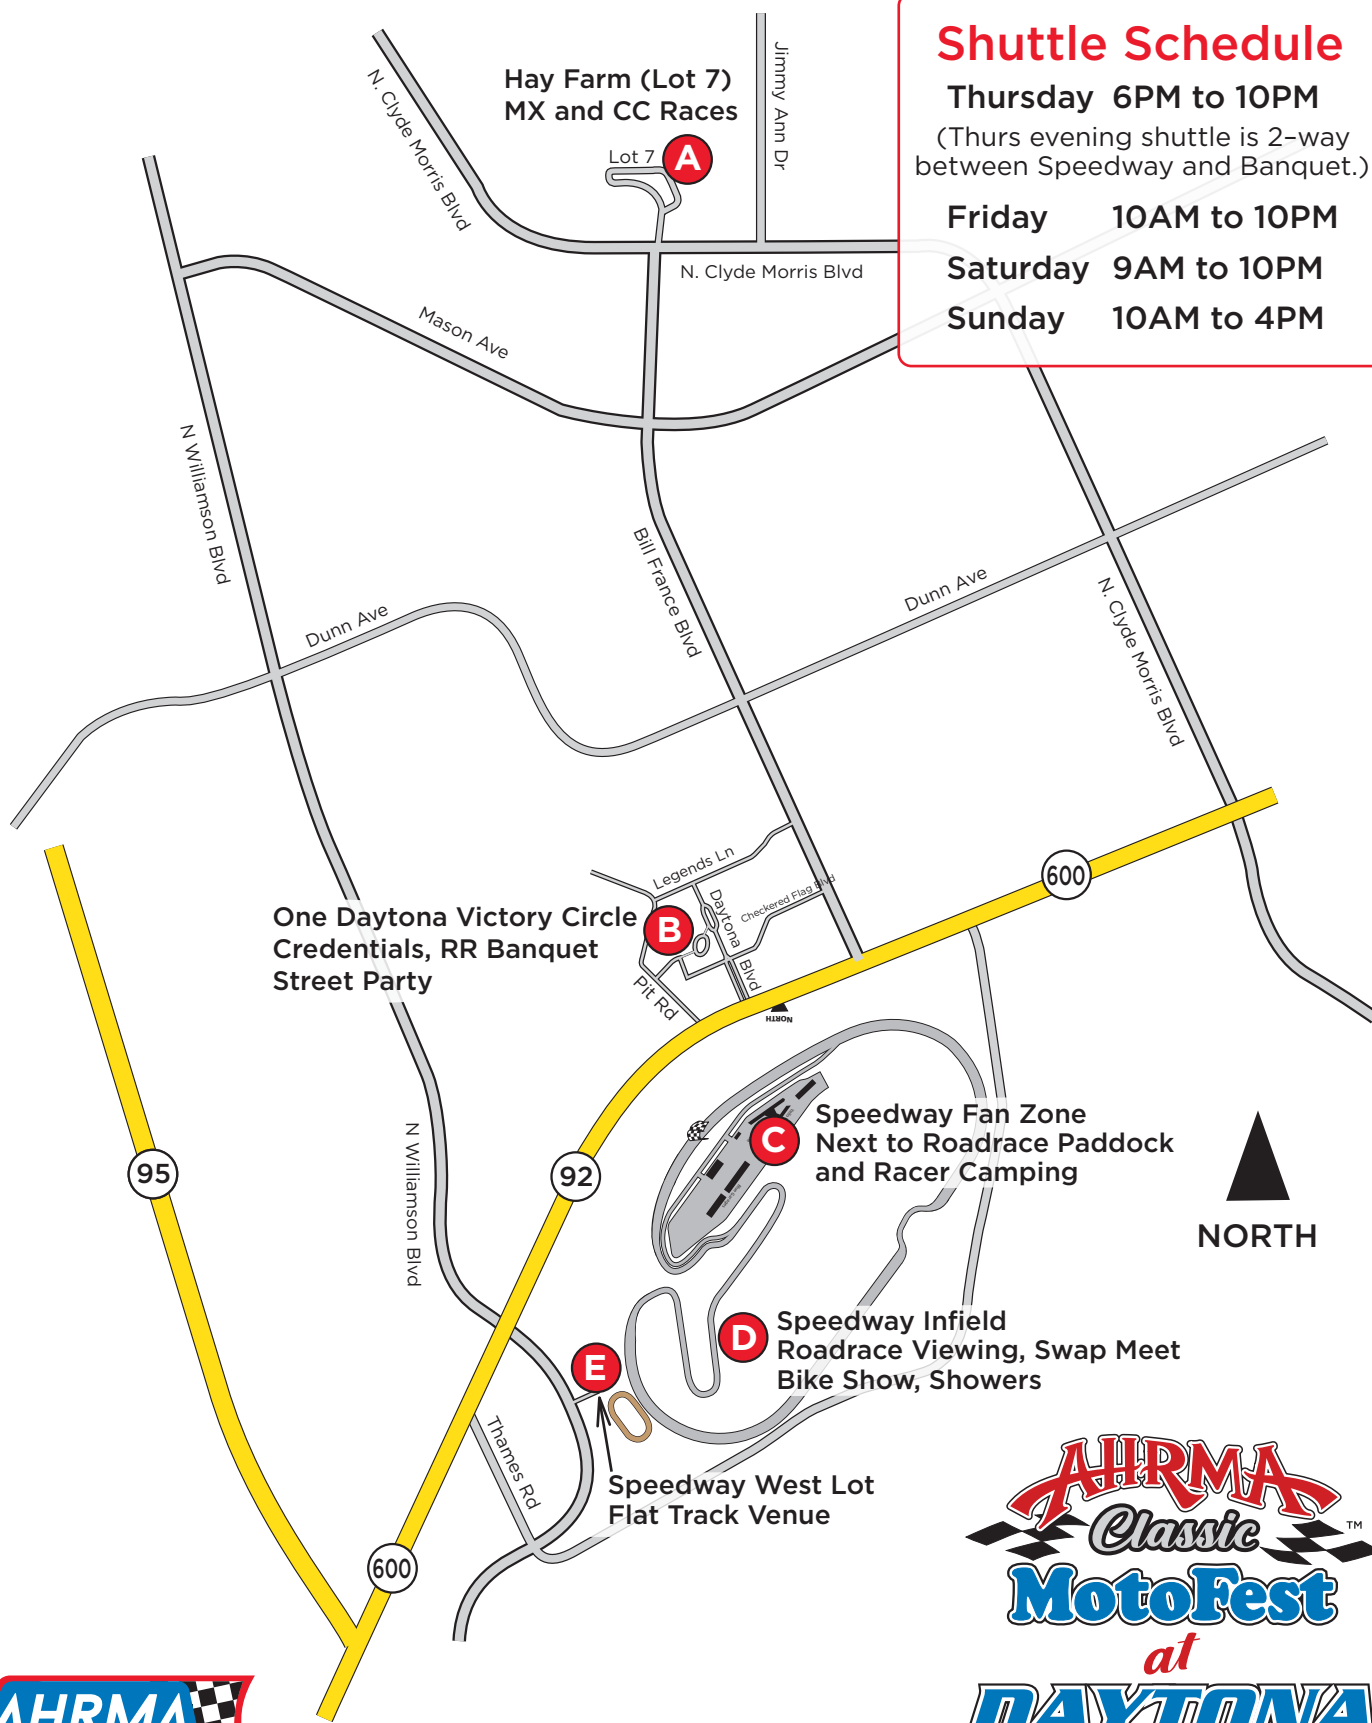 Shuttle Schedule
Thursday 6PM to 10PM
(Thurs evening shuttle is 2-way
between Speedway and Banquet.)
Friday 10AM to 10PM
Saturday 9AM to 10PM
Sunday 10AM to 4PM
Hay Farm (Lot 7)
MX and CC Races
Lot 7
A
Jimmy Ann Dr
N. Clyde Morris Blvd
N. Clyde Morris Blvd
Mason Ave
N Williamson Blvd
Bill France Blvd
Dunn Ave
Dunn Ave
N. Clyde Morris Blvd
Legends Ln
Daytona Blvd
Checkered Flag Blvd
600
One Daytona Victory Circle
Credentials, RR Banquet
Street Party
B
Pit Rd
NORTH
Speedway Fan Zone
Next to Roadrace Paddock
and Racer Camping
C
95
92
N Williamson Blvd
NORTH
Speedway Infield
Roadrace Viewing, Swap Meet
Bike Show, Showers
D
E
Thames Rd
Speedway West Lot
Flat Track Venue
600
AHRMA
Classic
TM
MotoFest
at
DAYTONA
AHRMA